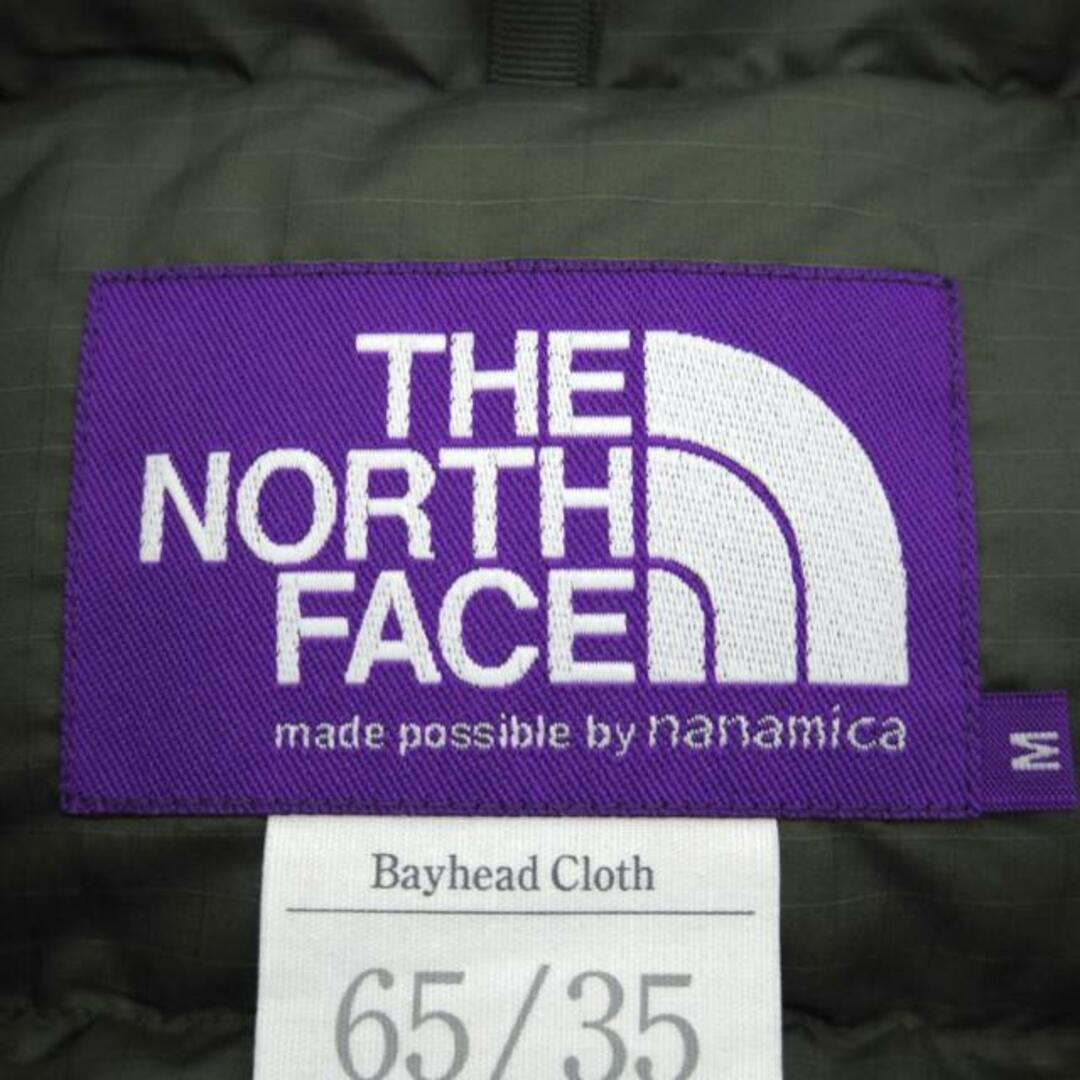 THE
NORTH
FACE
made possible by nanamica
M
Bayhead Cloth
65/35